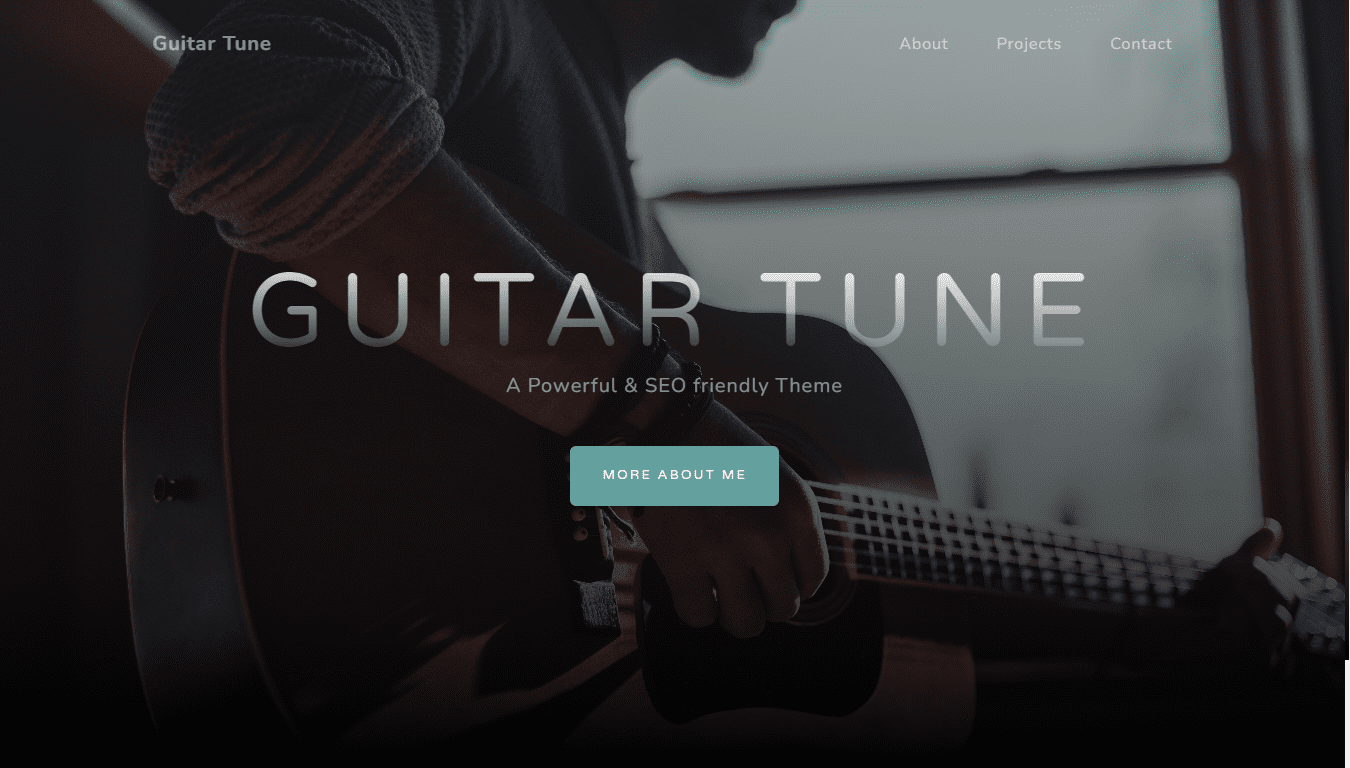 Guitar Tune
About
Projects
Contact
GUITAR TUNE
A Powerful & SEO friendly Theme
MORE ABOUT ME